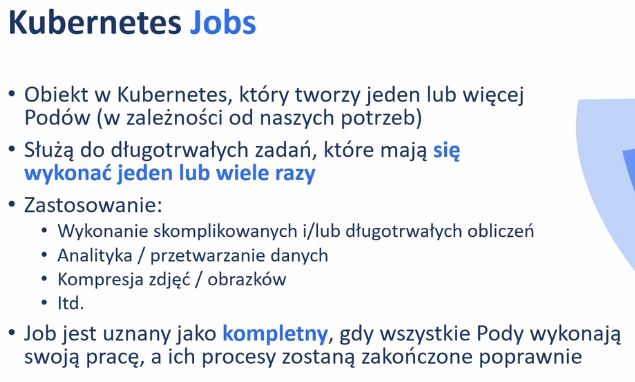 Kubernetes Jobs
• Obiekt w Kubernetes, który tworzy jeden lub więcej
Podów (w zależności od naszych potrzeb)
• Służą do długotrwałych zadań, które mają się
wykonać jeden lub wiele razy
• Zastosowanie:
• Wykonanie skomplikowanych i/lub długotrwałych obliczeń
• Analityka / przetwarzanie danych
• Kompresja zdjęć / obrazków
• Itd.
• Job jest uznany jako kompletny, gdy wszystkie Pody wykonają
swoją pracę, a ich procesy zostaną zakończone poprawnie